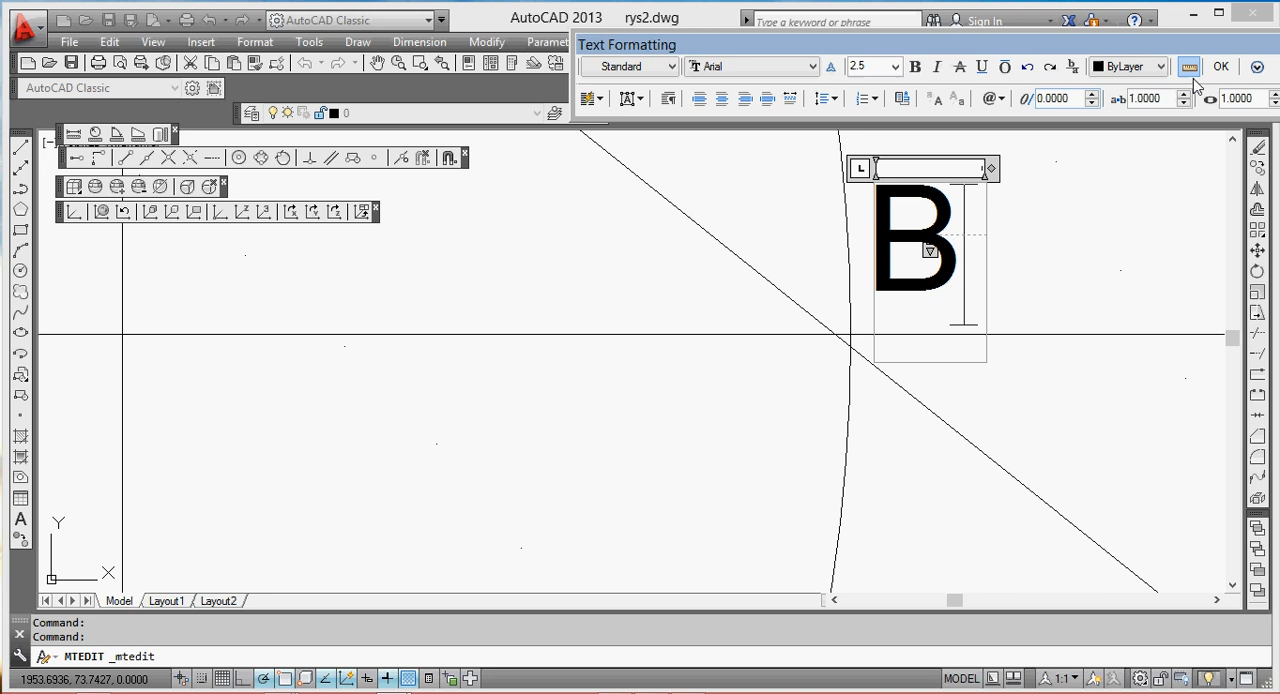 AutoCAD Classic
AutoCAD 2013 rys2.dwg
Type a keyword or phrase
Sign In
File Edit View Insert Format Tools Draw Dimension Modify Paramet
Text Formatting
Standard
Arial
2.5
B I A U O
ByLayer
OK
AutoCAD Classic
0
@
0/ 0.0000
a·b 1.0000
1.0000
L
B
Y
X
Model Layout1 Layout2
Command:
Command:
MTEDIT _mtedit
1953.6936, 73.7427, 0.0000
MODEL
1:1